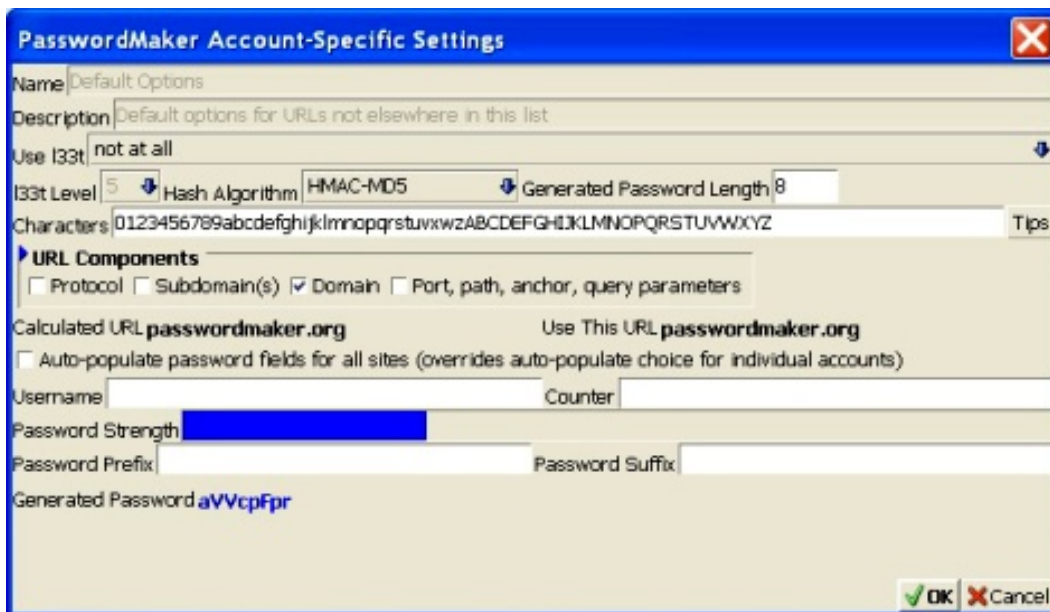 PasswordMaker Account-Specific Settings
Name Default Options
Description Default options for URLs not elsewhere in this list
Use l33t not at all
l33t Level 5 Hash Algorithm HMAC-MD5 Generated Password Length 8
Characters 0123456789abcdefghijklmnopqrstuvxwzABCDEFGHIJKLMNOPQRSTUVWXYZ Tips
URL Components
Protocol Subdomain(s) Domain Port, path, anchor, query parameters
Calculated URL passwordmaker.org Use This URL passwordmaker.org
Auto-populate password fields for all sites (overrides auto-populate choice for individual accounts)
Username Counter
Password Strength
Password Prefix Password Suffix
Generated Password aVVcpFpr
OK Cancel